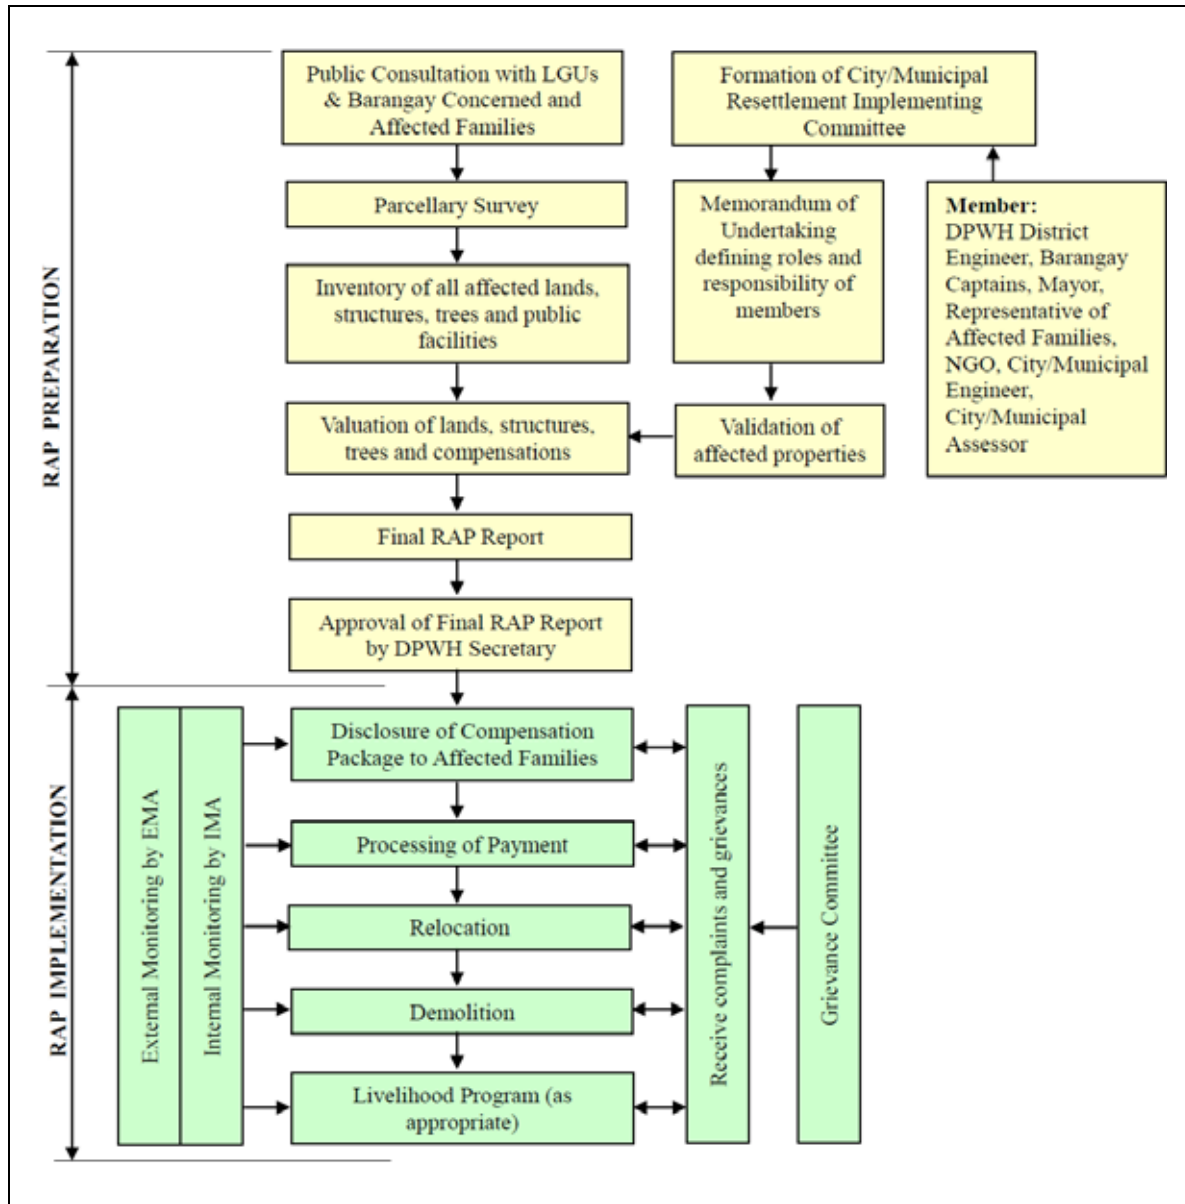 RAP PREPARATION
Public Consultation with LGUs
& Barangay Concerned and
Affected Families
Parcellary Survey
Inventory of all affected lands,
structures, trees and public
facilities
Valuation of lands, structures,
trees and compensations
Final RAP Report
Approval of Final RAP Report
by DPWH Secretary
Formation of City/Municipal
Resettlement Implementing
Committee
Memorandum of
Undertaking
defining roles and
responsibility of
members
Validation of
affected properties
Member:
DPWH District
Engineer, Barangay
Captains, Mayor,
Representative of
Affected Families,
NGO, City/Municipal
Engineer,
City/Municipal
Assessor
RAP IMPLEMENTATION
External Monitoring by EMA
Internal Monitoring by IMA
Disclosure of Compensation
Package to Affected Families
Processing of Payment
Relocation
Demolition
Livelihood Program (as
appropriate)
Receive complaints and grievances
Grievance Committee